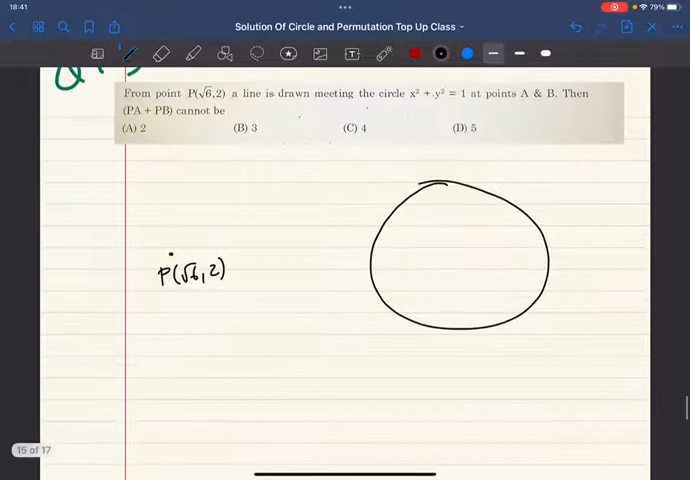 18:41
79%
Solution Of Circle and Permutation Top Up Class
From point P(√6,2) a line is drawn meeting the circle x² + y² = 1 at points A & B. Then
(PA + PB) cannot be
(A) 2 (B) 3 (C) 4 (D) 5
P(√6,2)
15 of 17